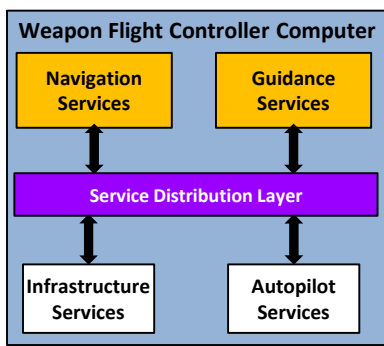 Weapon Flight Controller Computer
Navigation
Services
Guidance
Services
Service Distribution Layer
Infrastructure
Services
Autopilot
Services